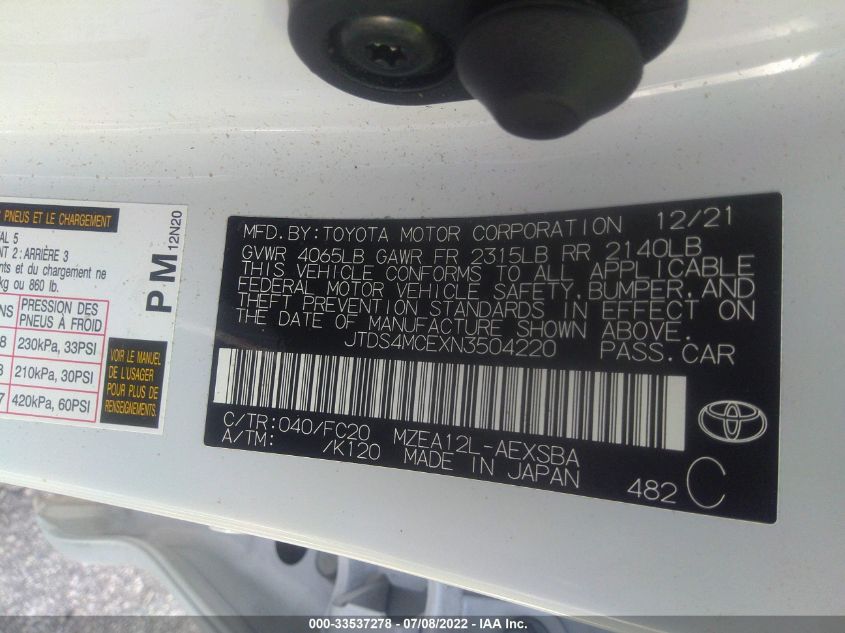 PNEUS ET LE CHARGEMENT
5
2: ARRIÈRE 3
et du chargement ne
ou 860 lb.
PRESSION DES
PNEUS À FROID
230kPa, 33PSI
210kPa, 30PSI
420kPa, 60PSI
PM
12N20
VOIR LE MANUEL
DE L'USAGER
POUR PLUS DE
RENSEIGNEMENTS.
MFD. BY: TOYOTA MOTOR CORPORATION 12/21
GVWR 4065LB GAWR FR 2315LB RR 2140LB
THIS VEHICLE CONFORMS TO ALL APPLICABLE
FEDERAL MOTOR VEHICLE SAFETY, BUMPER, AND
THEFT PREVENTION STANDARDS IN EFFECT ON
THE DATE OF MANUFACTURE SHOWN ABOVE.
JTDS4MCEXN3504220 PASS. CAR
C/TR: 040/FC20 MZEA12L-AEXSBA
A/TM: /K120 MADE IN JAPAN
482 C
000-33537278 - 07/08/2022 - IAA Inc.